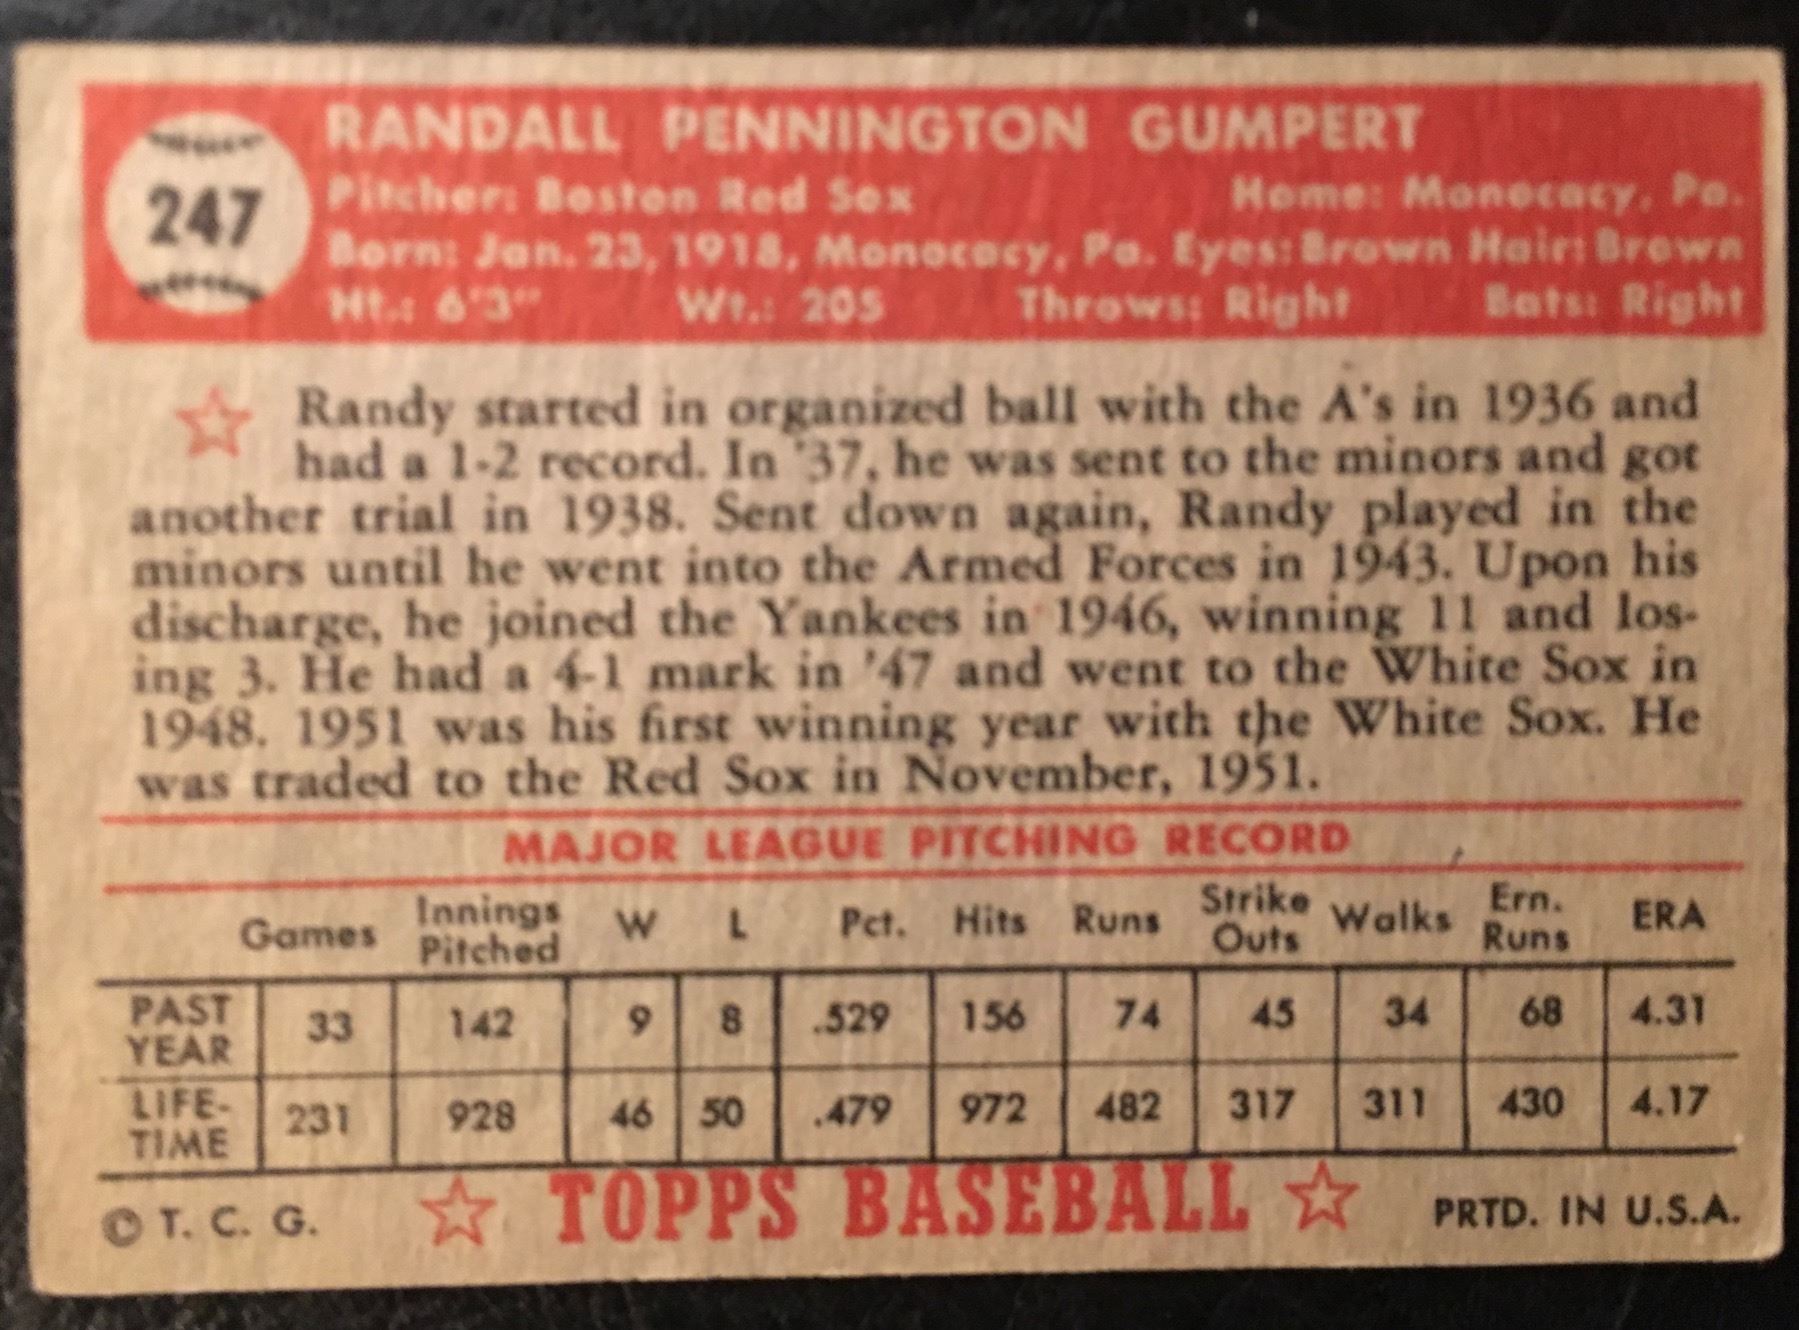 247
RANDALL PENNINGTON GUMPERT
Pitcher: Boston Red Sox Home: Monocacy, Pa.
Born: Jan. 23, 1918, Monocacy, Pa. Eyes: Brown Hair: Brown
Ht.: 6'3" Wt.: 205 Throws: Right Bats: Right
Randy started in organized ball with the A's in 1936 and
had a 1-2 record. In '37, he was sent to the minors and got
another trial in 1938. Sent down again, Randy played in the
minors until he went into the Armed Forces in 1943. Upon his
discharge, he joined the Yankees in 1946, winning 11 and los-
ing 3. He had a 4-1 mark in '47 and went to the White Sox in
1948. 1951 was his first winning year with the White Sox. He
was traded to the Red Sox in November, 1951.
MAJOR LEAGUE PITCHING RECORD
Games Innings Pitched W L Pct. Hits Runs Strike Outs Walks Ern. Runs ERA
PAST YEAR 33 142 9 8 .529 156 74 45 34 68 4.31
LIFE-TIME 231 928 46 50 .479 972 482 317 311 430 4.17
© T. C. G. TOPPS BASEBALL PRTD. IN U.S.A.